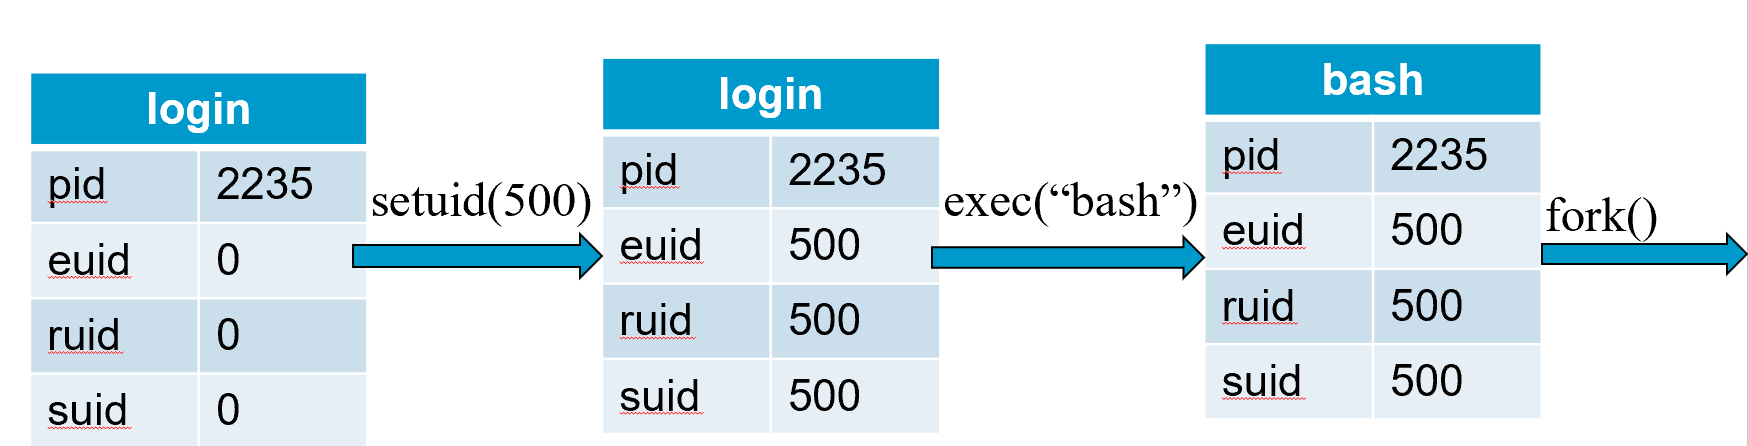 login
pid 2235
euid 0
ruid 0
suid 0
setuid(500)
login
pid 2235
euid 500
ruid 500
suid 500
exec(“bash”)
bash
pid 2235
euid 500
ruid 500
suid 500
fork()